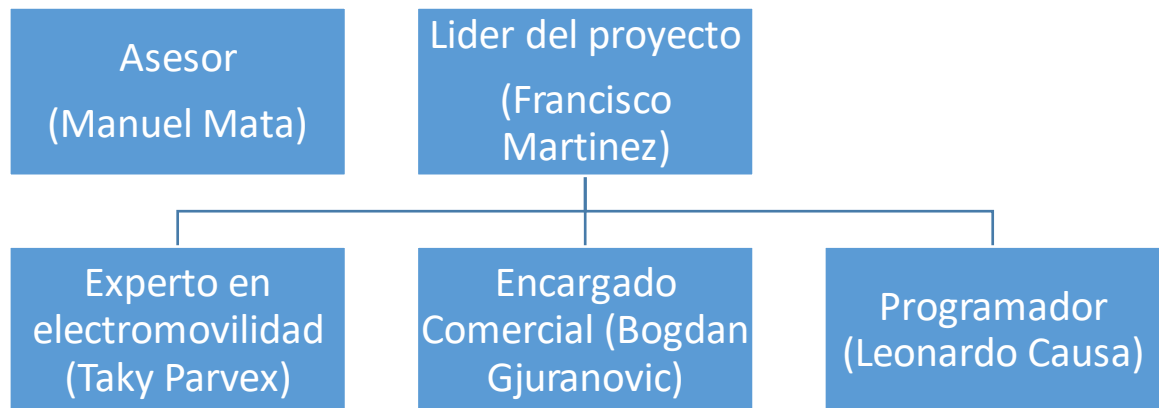 Asesor
(Manuel Mata)
Lider del proyecto
(Francisco
Martinez)
Experto en
electromovilidad
(Taky Parvex)
Encargado
Comercial (Bogdan
Gjuranovic)
Programador
(Leonardo Causa)